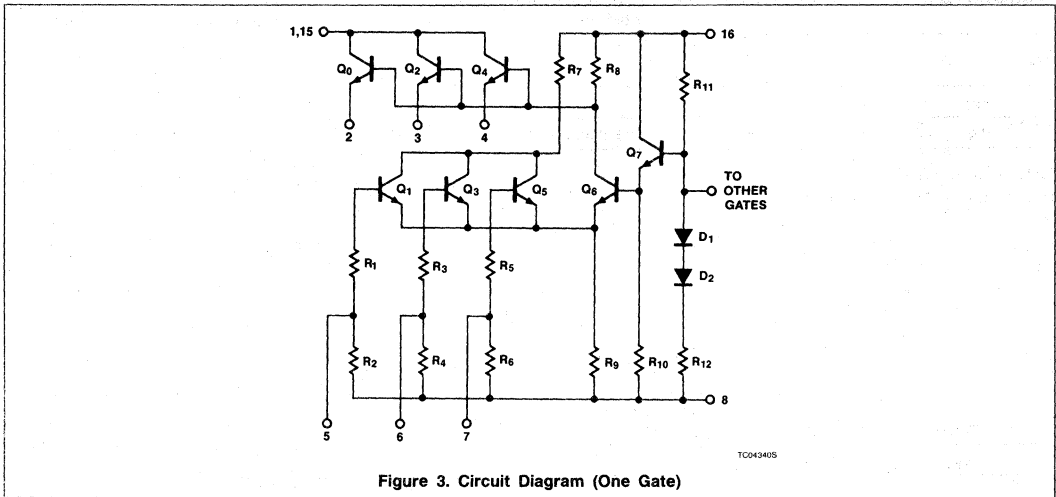 1,15
16
Q0
Q2
Q4
R7
R8
R11
2
3
4
Q7
Q1
Q3
Q5
Q6
TO
OTHER
GATES
D1
R1
R3
R5
D2
R2
R4
R6
R9
R10
R12
8
5
6
7
TC04340S
Figure 3. Circuit Diagram (One Gate)